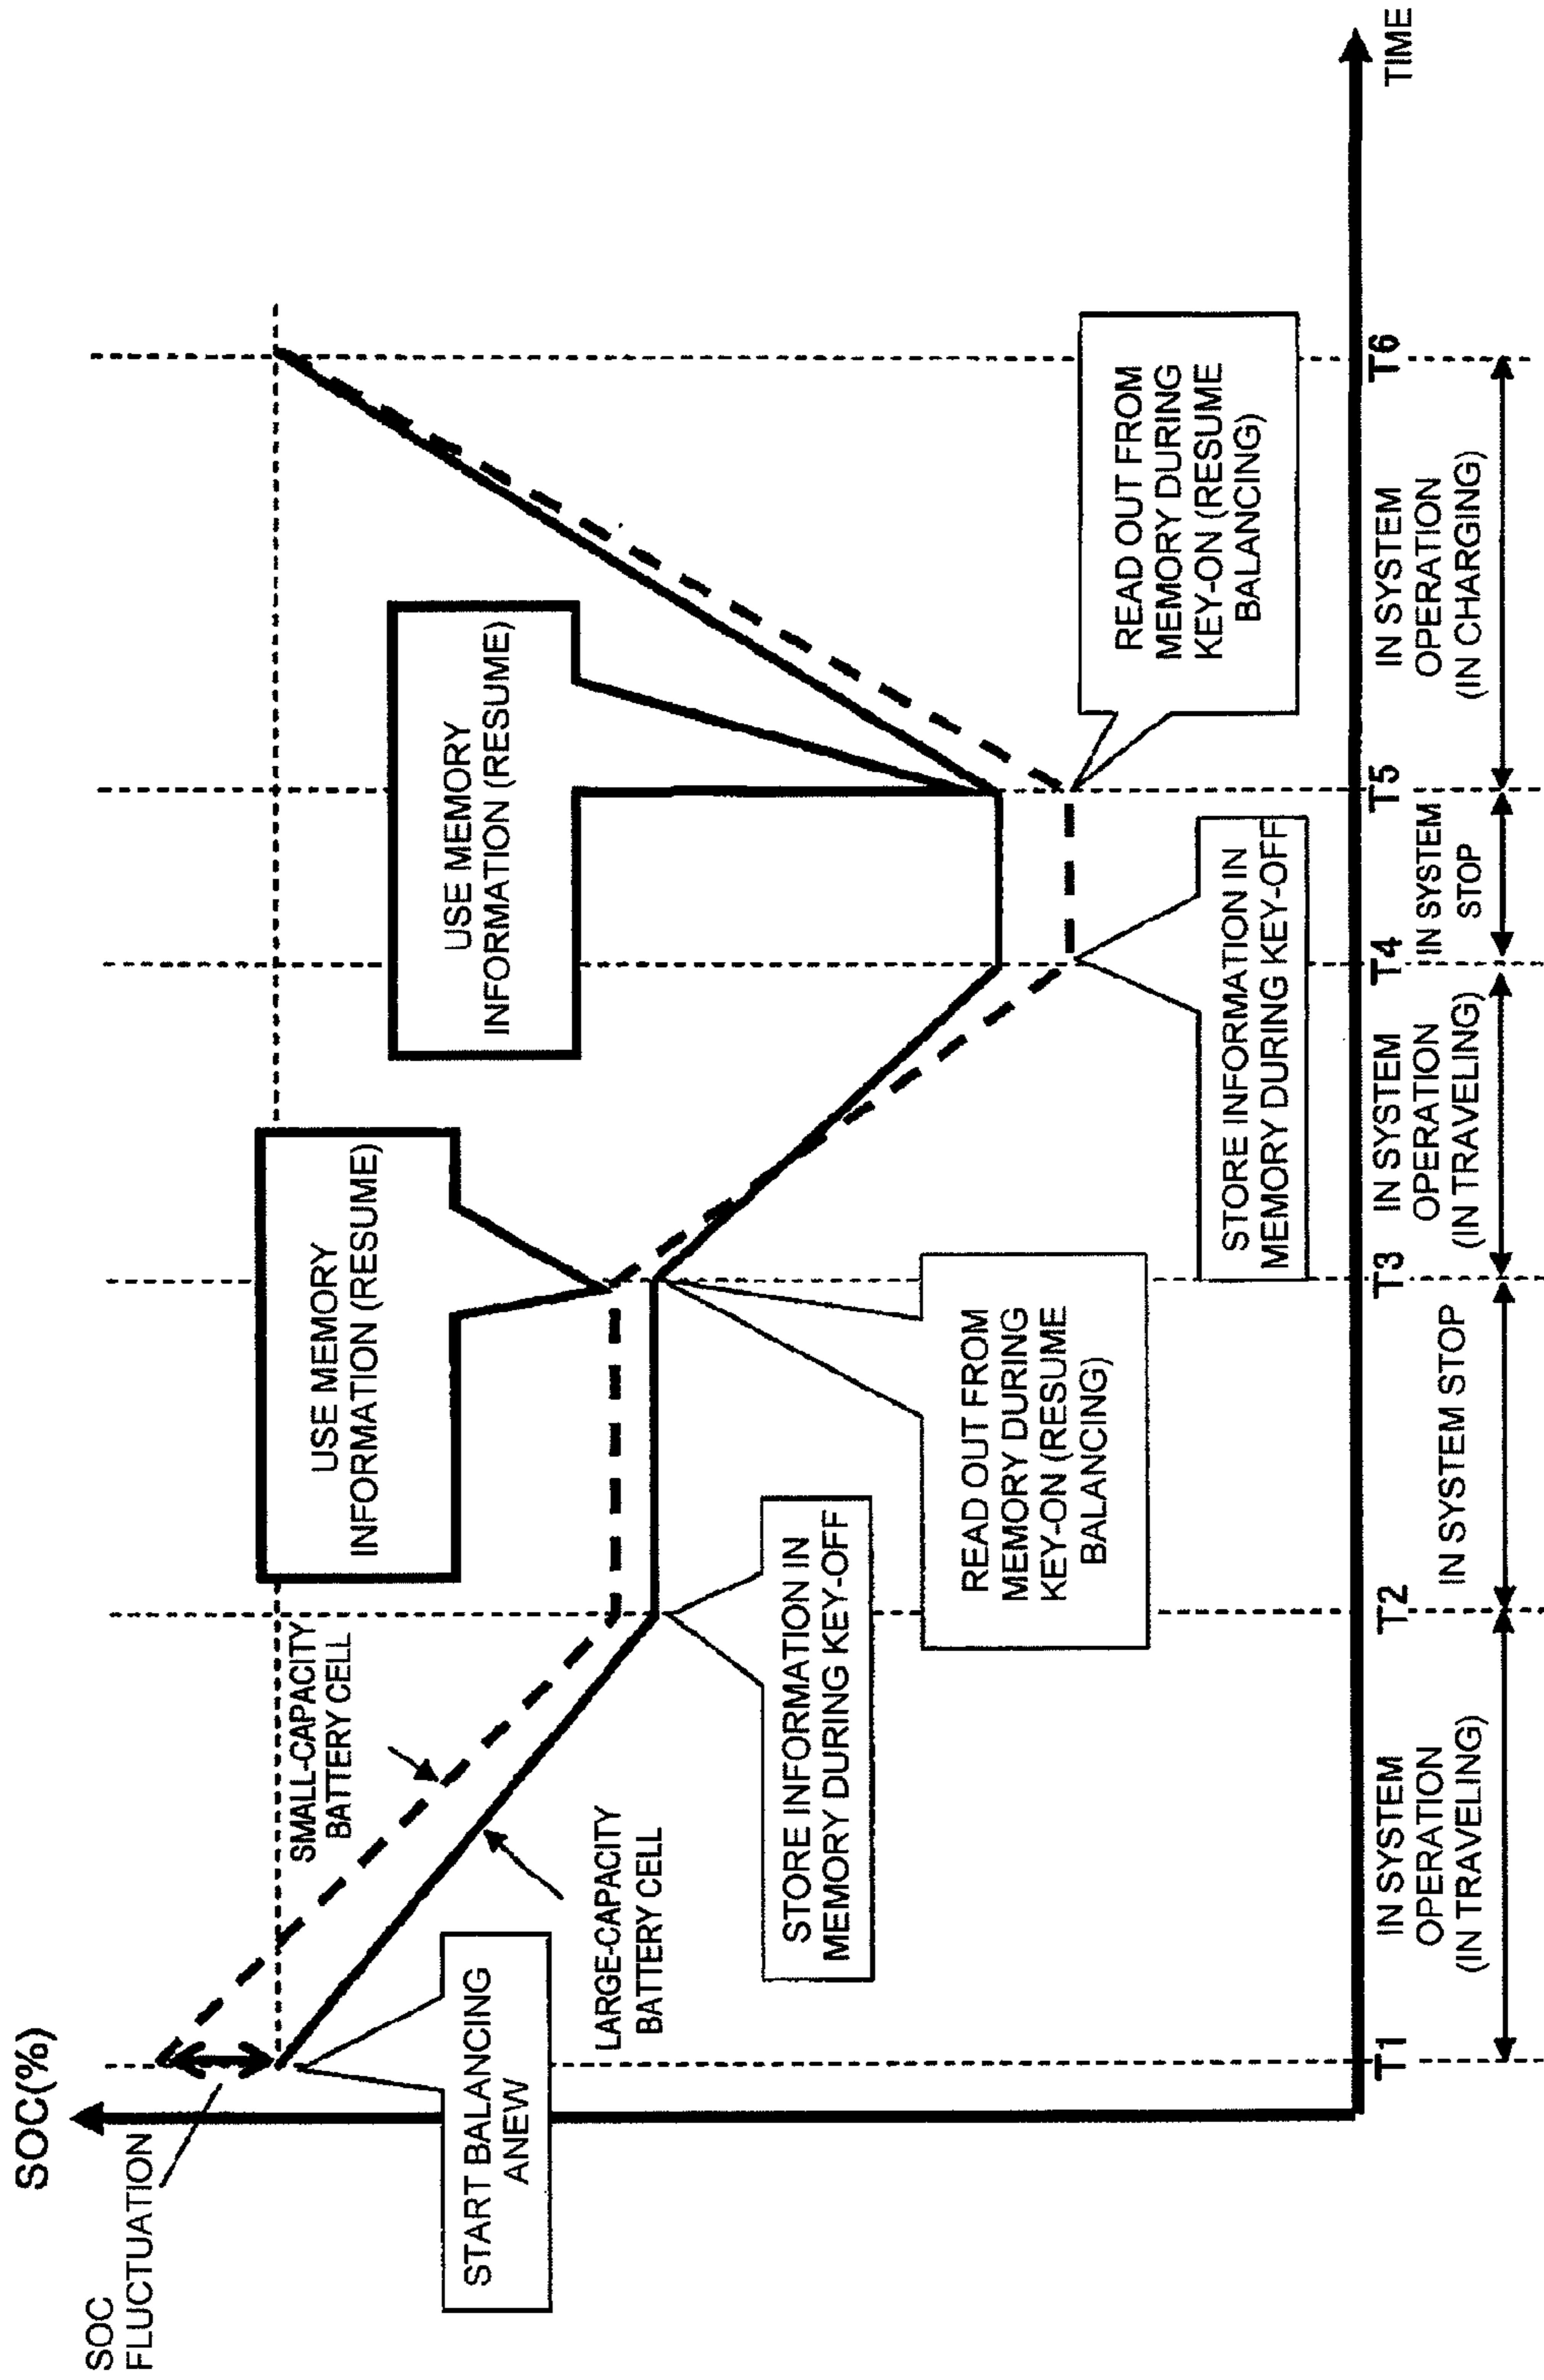 SOC(%)
SOC
FLUCTUATION
START BALANCING
ANEW
SMALL-CAPACITY
BATTERY CELL
LARGE-CAPACITY
BATTERY CELL
STORE INFORMATION IN
MEMORY DURING KEY-OFF
USE MEMORY
INFORMATION (RESUME)
READ OUT FROM
MEMORY DURING
KEY-ON (RESUME
BALANCING)
USE MEMORY
INFORMATION (RESUME)
STORE INFORMATION IN
MEMORY DURING KEY-OFF
READ OUT FROM
MEMORY DURING
KEY-ON (RESUME
BALANCING)
T1
T2
T3
T4
T5
T6
TIME
IN SYSTEM
OPERATION
(IN TRAVELING)
IN SYSTEM STOP
IN SYSTEM
OPERATION
(IN TRAVELING)
IN SYSTEM
STOP
IN SYSTEM
OPERATION
(IN CHARGING)